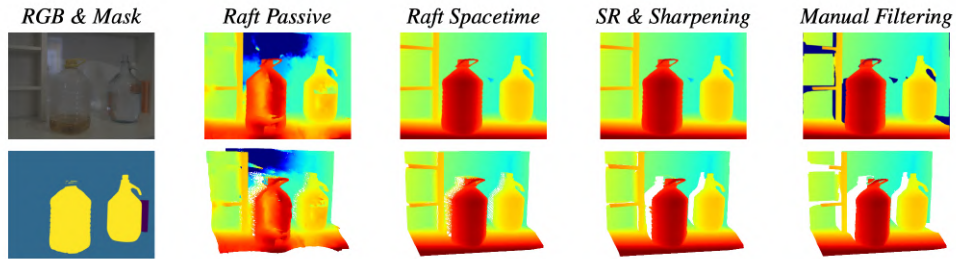 RGB & Mask
Raft Passive
Raft Spacetime
SR & Sharpening
Manual Filtering